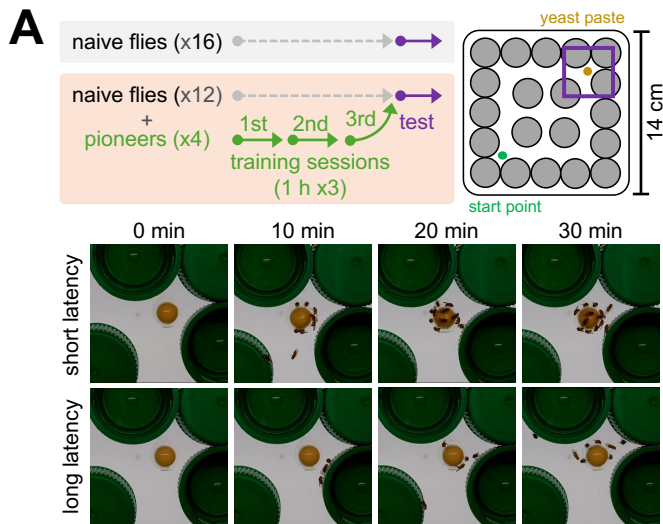 A
naive flies (x16)
naive flies (x12)
+
pioneers (x4)
1st
2nd
3rd
test
training sessions
(1 h x3)
yeast paste
14 cm
start point
0 min
10 min
20 min
30 min
short latency
long latency